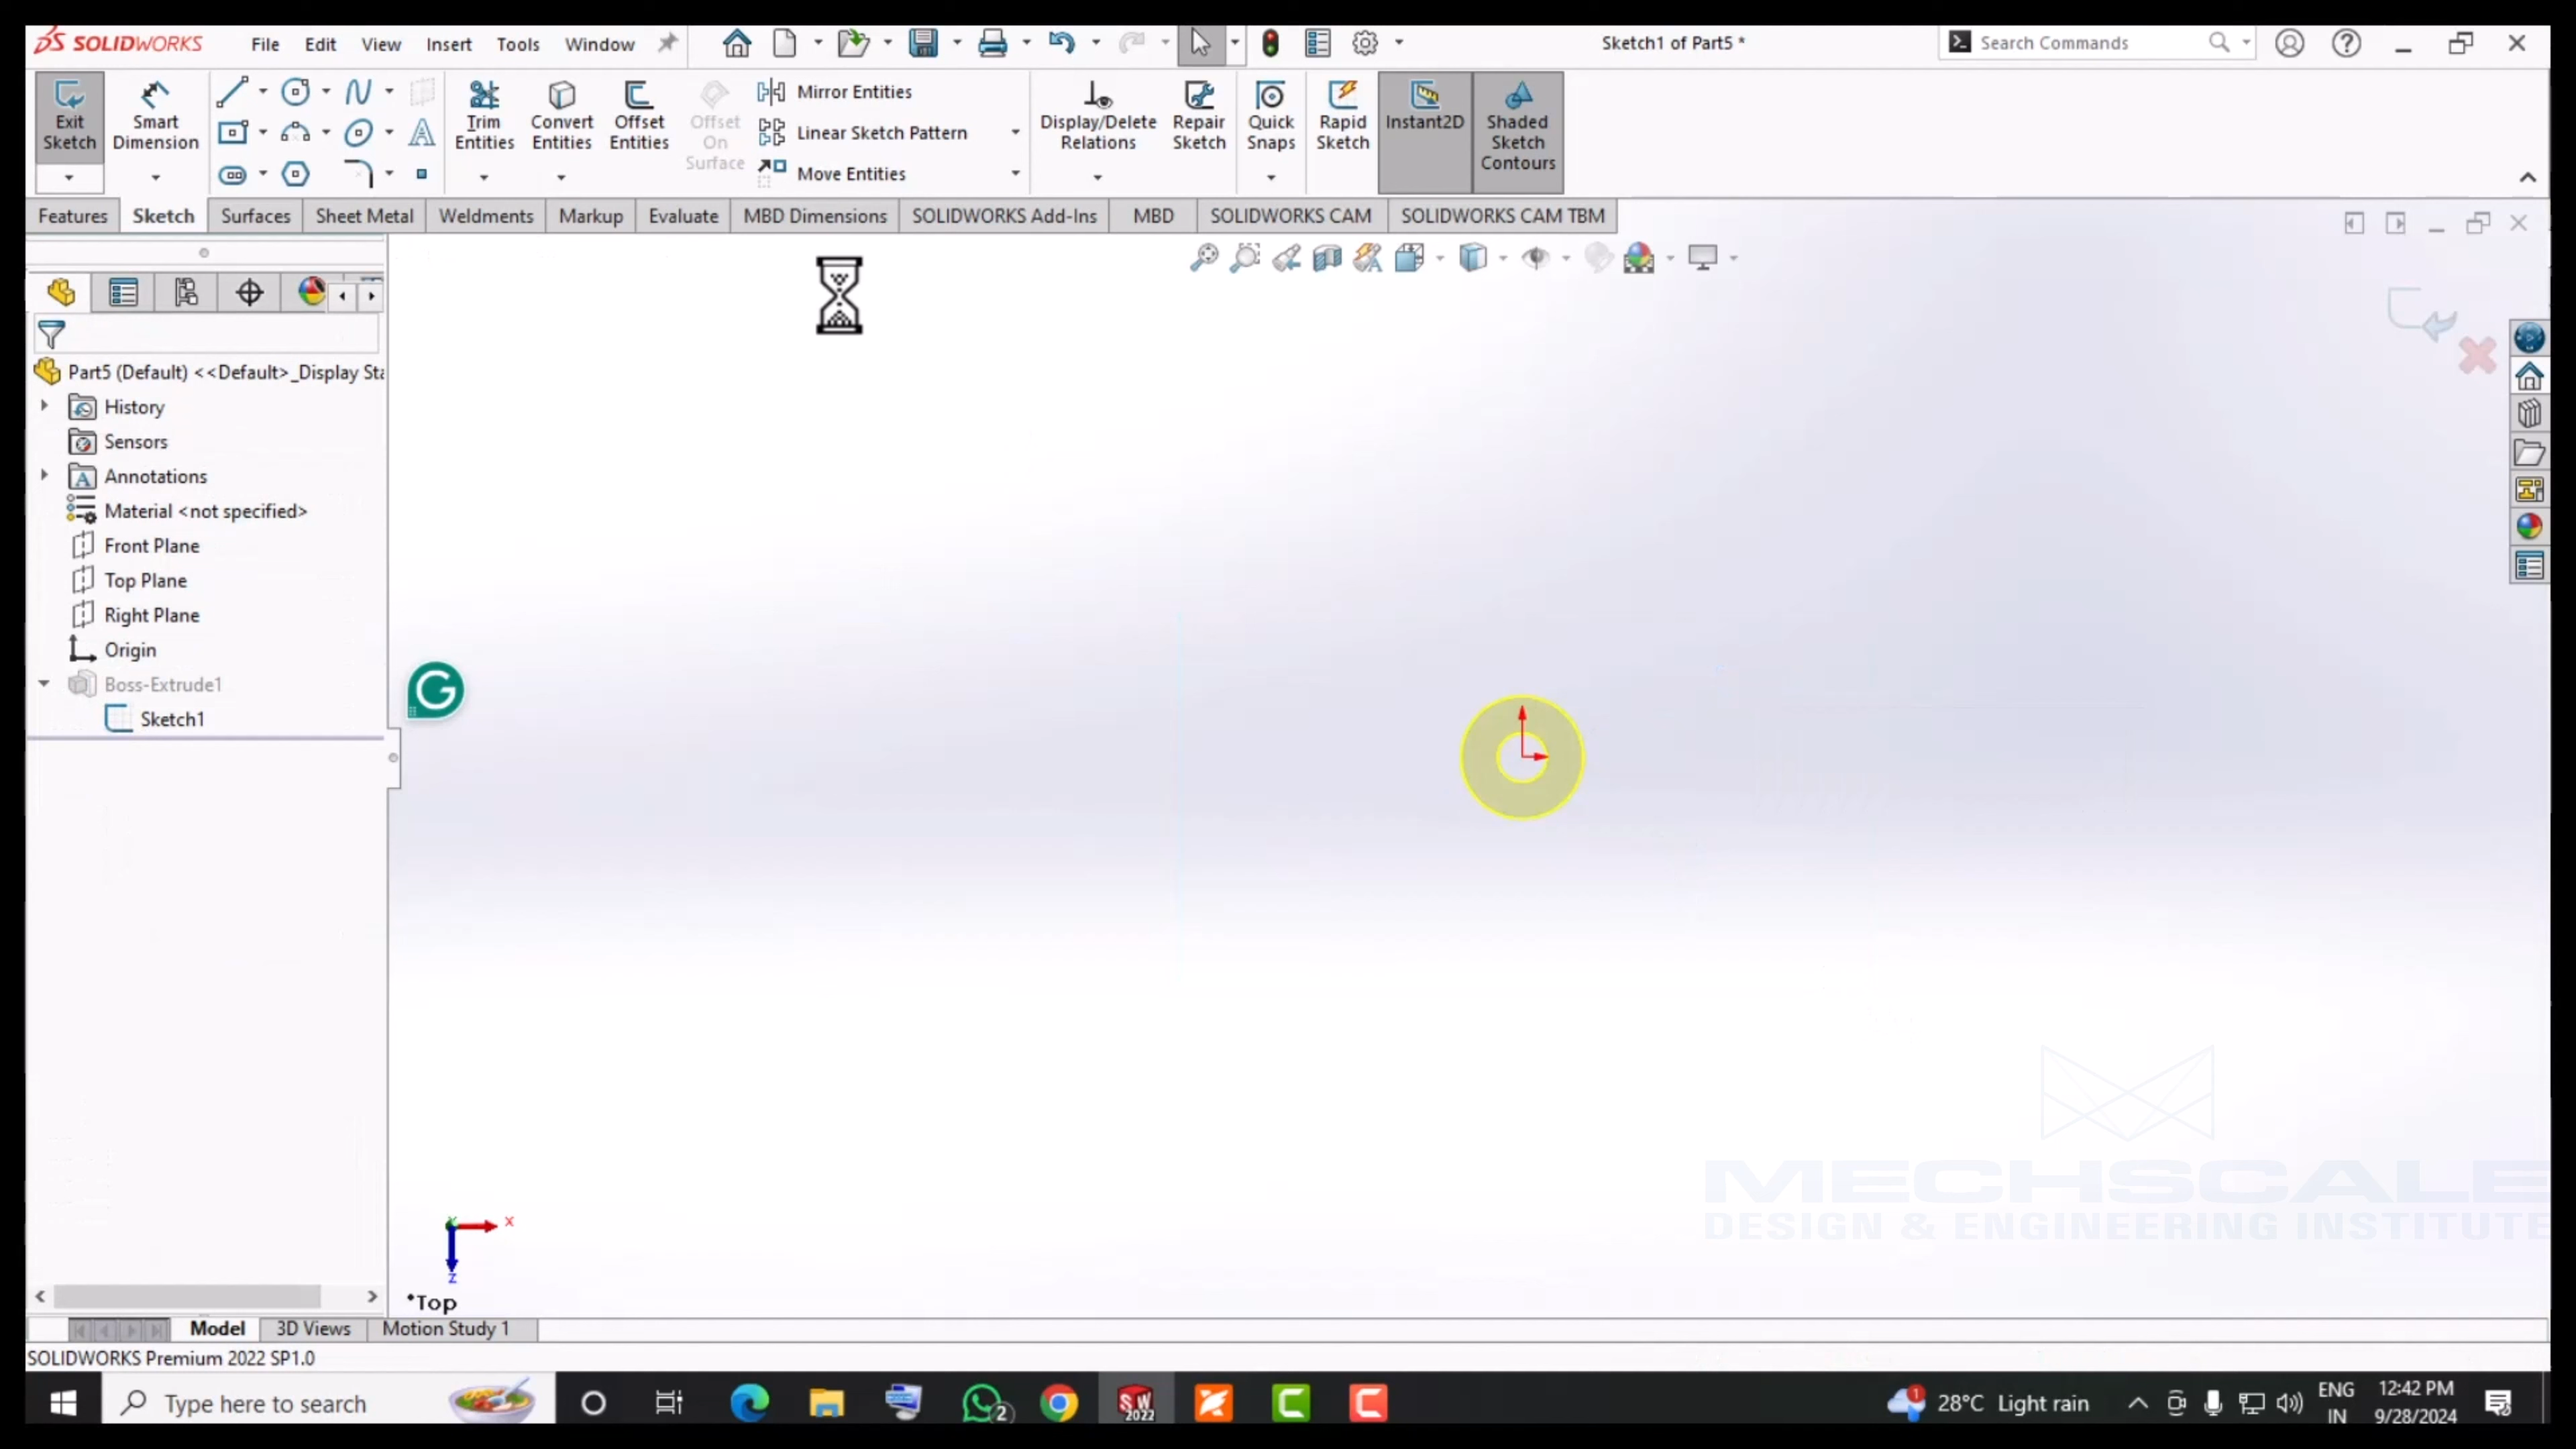 SOLIDWORKS File Edit View Insert Tools Window Sketch1 of Part5 * Search Commands
Exit Sketch
Smart Dimension
Trim Entities
Convert Entities
Offset Entities
Offset On Surface
Mirror Entities
Linear Sketch Pattern
Move Entities
Display/Delete Relations
Repair Sketch
Quick Snaps
Rapid Sketch
Instant2D
Shaded Sketch Contours
Features Sketch Surfaces Sheet Metal Weldments Markup Evaluate MBD Dimensions SOLIDWORKS Add-Ins MBD SOLIDWORKS CAM SOLIDWORKS CAM TBM
Part5 (Default) <<Default>_Display Sta
History
Sensors
Annotations
Material <not specified>
Front Plane
Top Plane
Right Plane
Origin
Boss-Extrude1
Sketch1
MECHSCALE
DESIGN & ENGINEERING INSTITUTE
x
z
*Top
Model 3D Views Motion Study 1
SOLIDWORKS Premium 2022 SP1.0
Type here to search
2
SW 2022
1
28°C Light rain
ENG
IN
12:42 PM
9/28/2024